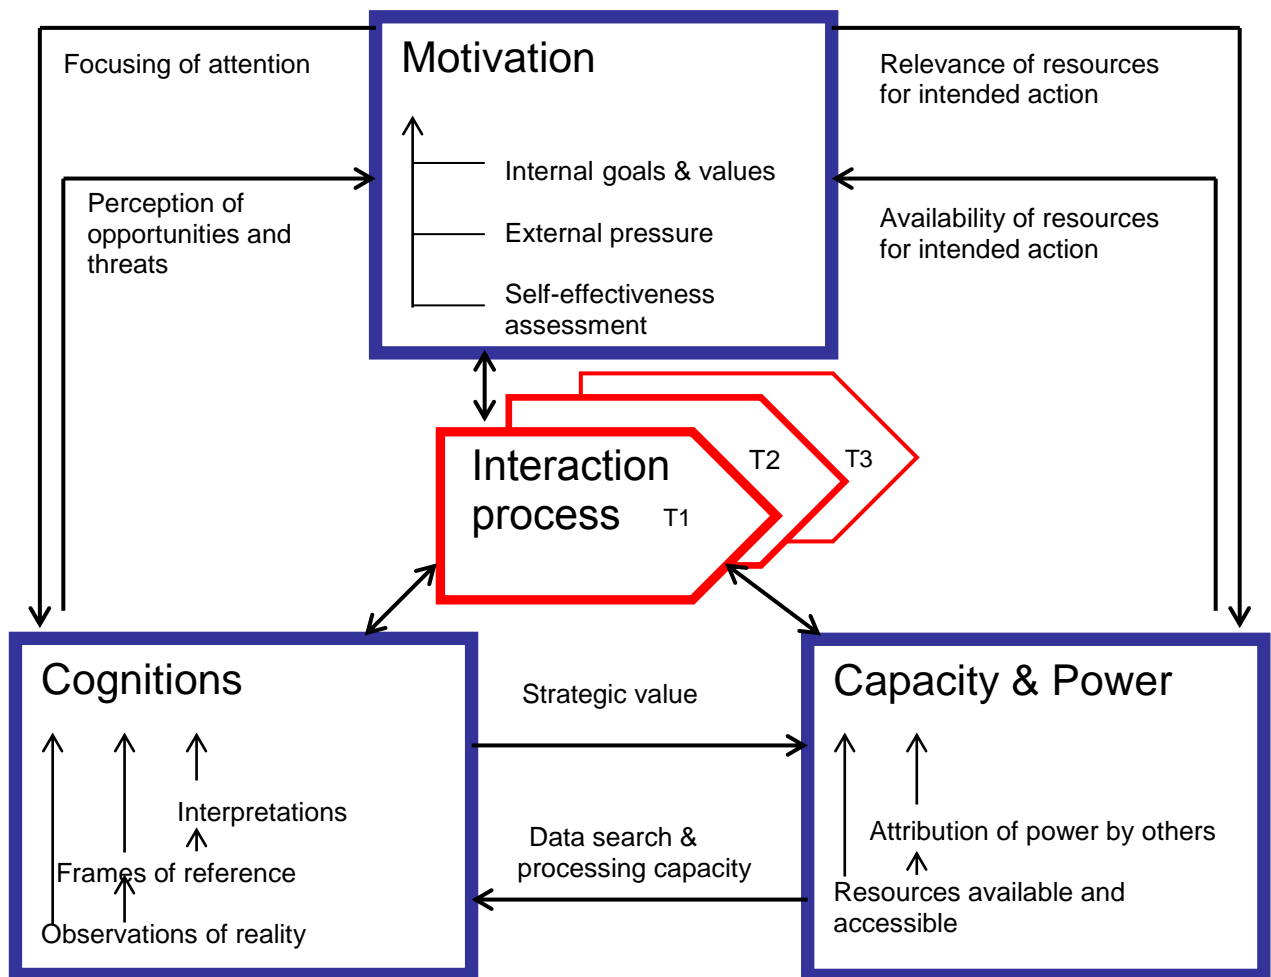 Focusing of attention
Motivation
Relevance of resources
for intended action
Internal goals & values
Perception of
opportunities and
threats
External pressure
Availability of resources
for intended action
Self-effectiveness
assessment
Interaction
process
T1
T2
T3
Cognitions
Strategic value
Capacity & Power
Interpretations
Frames of reference
Observations of reality
Data search &
processing capacity
Attribution of power by others
Resources available and
accessible